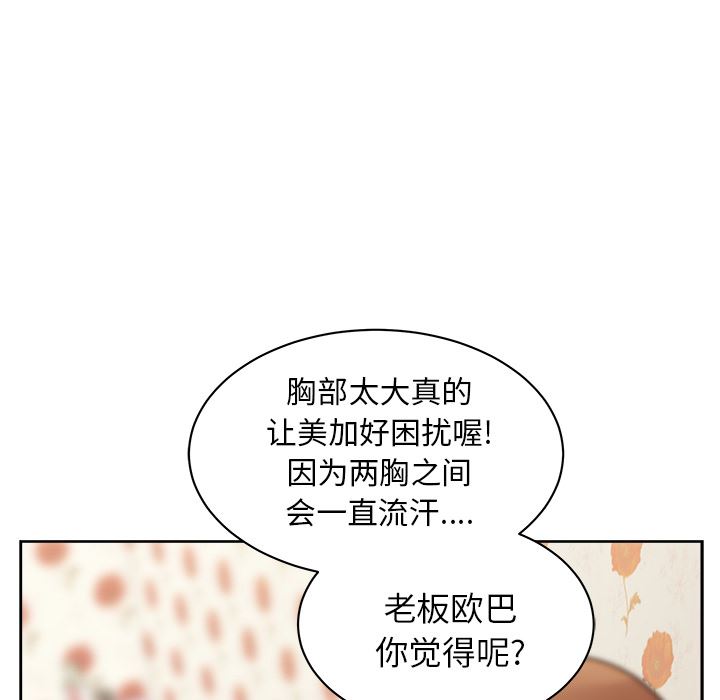 胸部太大真的
让美加好困扰喔!
因为两胸之间
会一直流汗....
老板欧巴
你觉得呢?